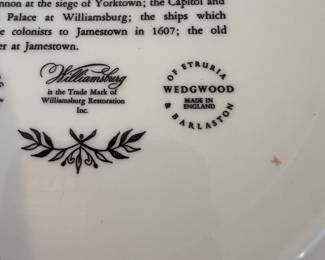 nnon at the siege of Yorktown; the Capitol and
Palace at Williamsburg; the ships which
e colonists to Jamestown in 1607; the old
er at Jamestown.
Williamsburg
is the Trade Mark of
Williamsburg Restoration
Inc.
OF ETRURIA
WEDGWOOD
MADE IN
ENGLAND
& BARLASTON